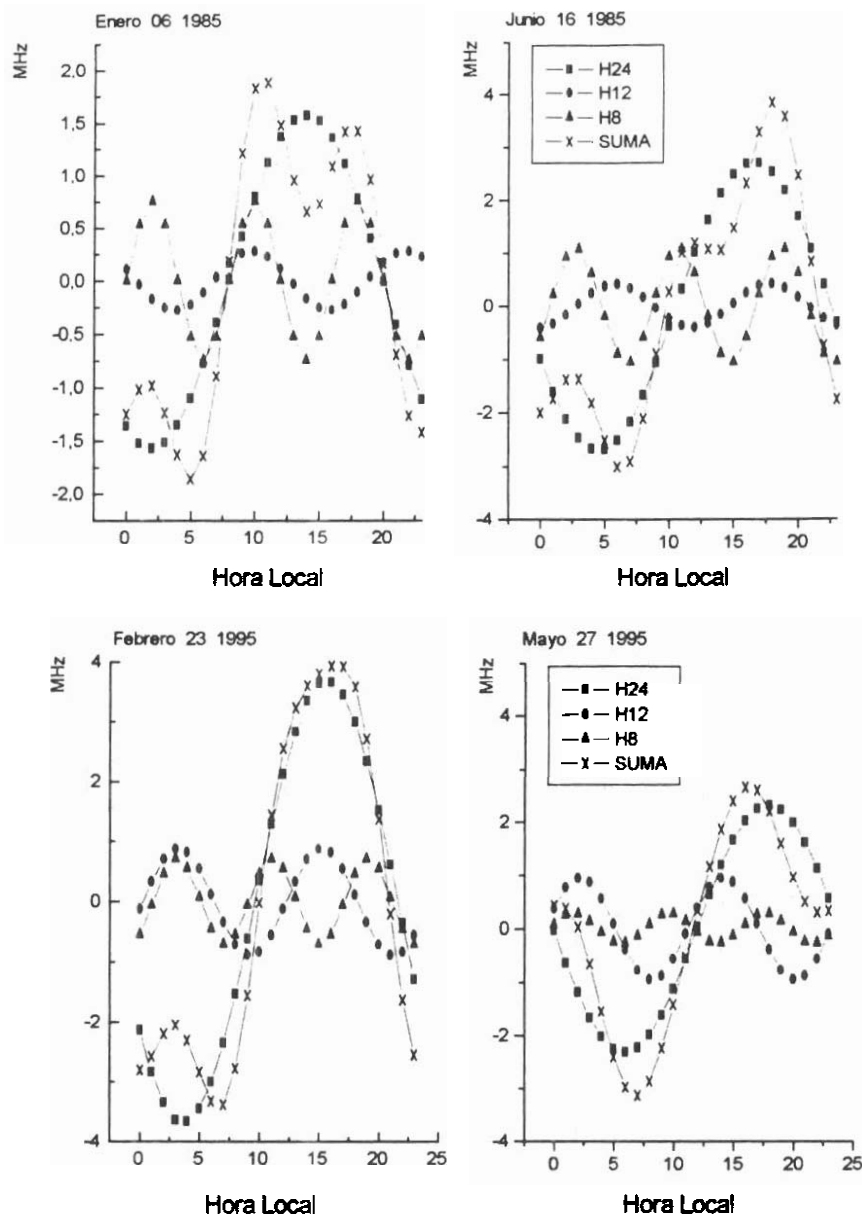 Enero 06 1985
MHz
2.0
1.5
1.0
0.5
0.0
-0.5
-1.0
-1.5
-2.0
0 5 10 15 20
Hora Local
Junio 16 1985
MHz
H24
H12
H8
SUMA
4
2
0
-2
-4
0 5 10 15 20
Hora Local
Febrero 23 1995
MHz
4
2
0
-2
-4
0 5 10 15 20 25
Hora Local
Mayo 27 1995
MHz
H24
H12
H8
SUMA
4
2
0
-2
-4
0 5 10 15 20 25
Hora Local